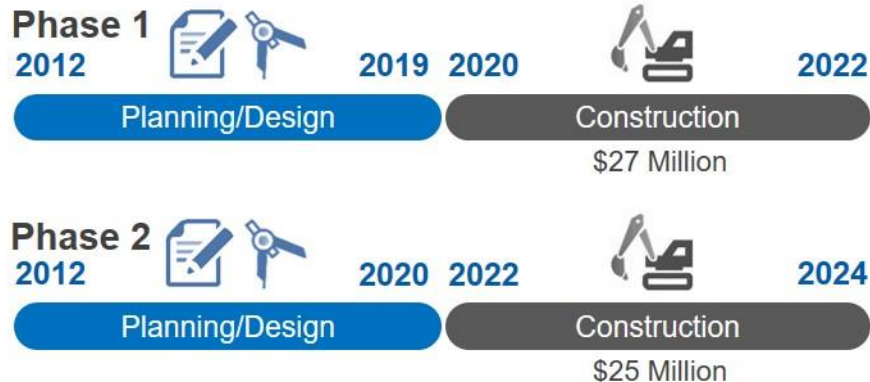 Phase 1
2012 2019 2020 2022
Planning/Design Construction
$27 Million
Phase 2
2012 2020 2022 2024
Planning/Design Construction
$25 Million